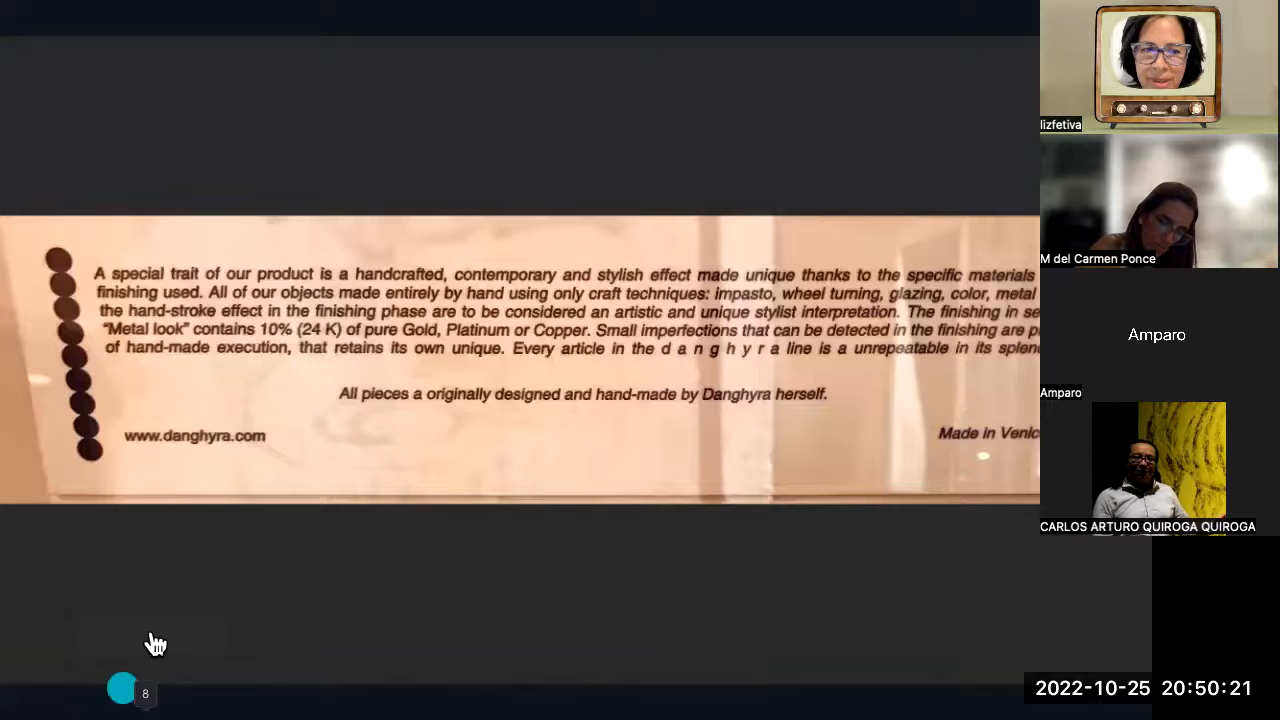 A special trait of our product is a handcrafted, contemporary and stylish effect made unique thanks to the specific materials
finishing used. All of our objects made entirely by hand using only craft techniques: impasto, wheel turning, glazing, color, metal
the hand-stroke effect in the finishing phase are to be considered an artistic and unique stylist interpretation. The finishing in
"Metal look" contains 10% (24 K) of pure Gold, Platinum or Copper. Small imperfections that can be detected in the finishing are
of hand-made execution, that retains its own unique. Every article in the d a n g h y r a line is a unrepeatable in its
All pieces a originally designed and hand-made by Danghyra herself.
www.danghyra.com
Made in
lizfetiva
M del Carmen Ponce
Amparo
Amparo
CARLOS ARTURO QUIROGA QUIROGA
8
2022-10-25 20:50:21